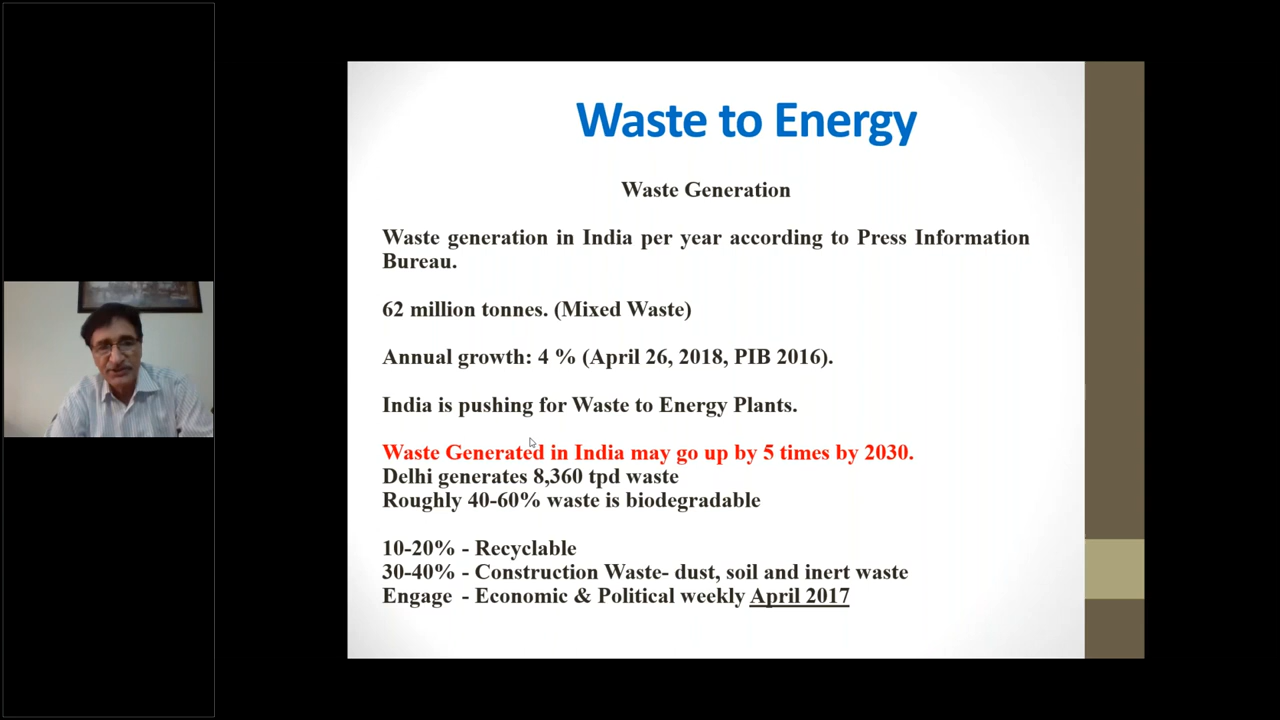 Waste to Energy
Waste Generation
Waste generation in India per year according to Press Information
Bureau.
62 million tonnes. (Mixed Waste)
Annual growth: 4 % (April 26, 2018, PIB 2016).
India is pushing for Waste to Energy Plants.
Waste Generated in India may go up by 5 times by 2030.
Delhi generates 8,360 tpd waste
Roughly 40-60% waste is biodegradable
10-20% - Recyclable
30-40% - Construction Waste- dust, soil and inert waste
Engage - Economic & Political weekly April 2017